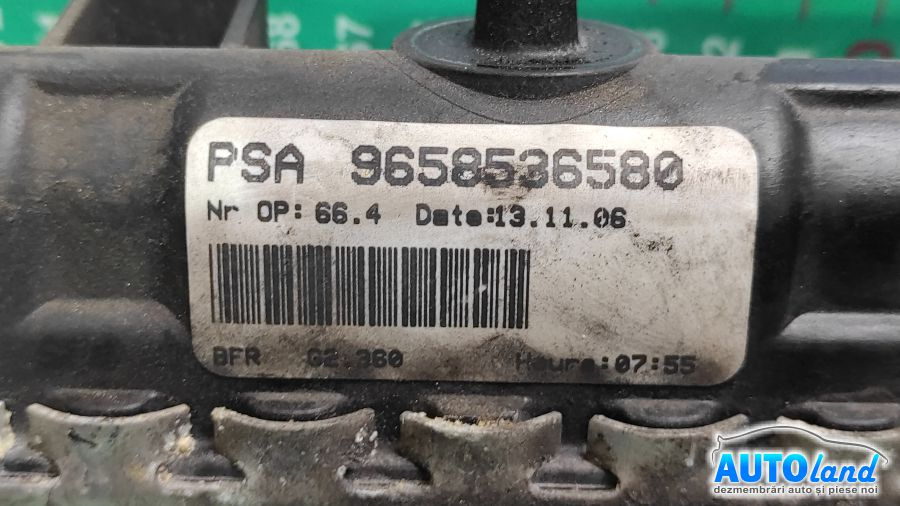 PSA 9658536580
Nr OP: 66.4 Date:13.11.06
BFR G2.360
Heure:07:55
AUTOland
dezmembrări auto și piese noi